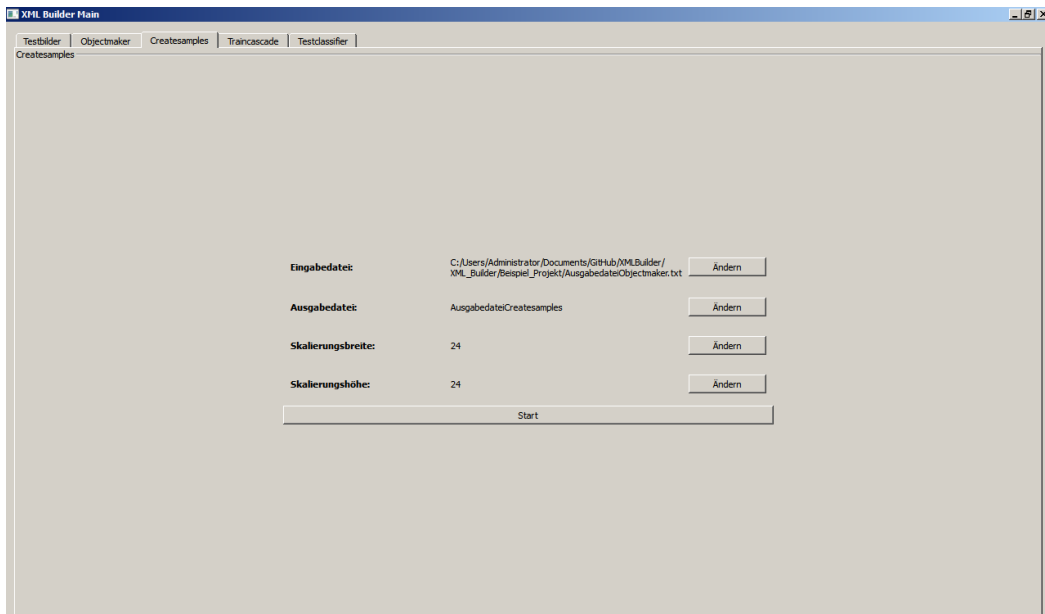 XML Builder Main
Testbilder Objectmaker Createsamples Traincascade Testclassifier
Createsamples
Eingabedatei: C:/Users/Administrator/Documents/GitHub/XMLBuilder/
XML_Builder/Beispiel_Projekt/AusgabedateiObjectmaker.txt Ändern
Ausgabedatei: AusgabedateiCreatesamples Ändern
Skalierungsbreite: 24 Ändern
Skalierungshöhe: 24 Ändern
Start